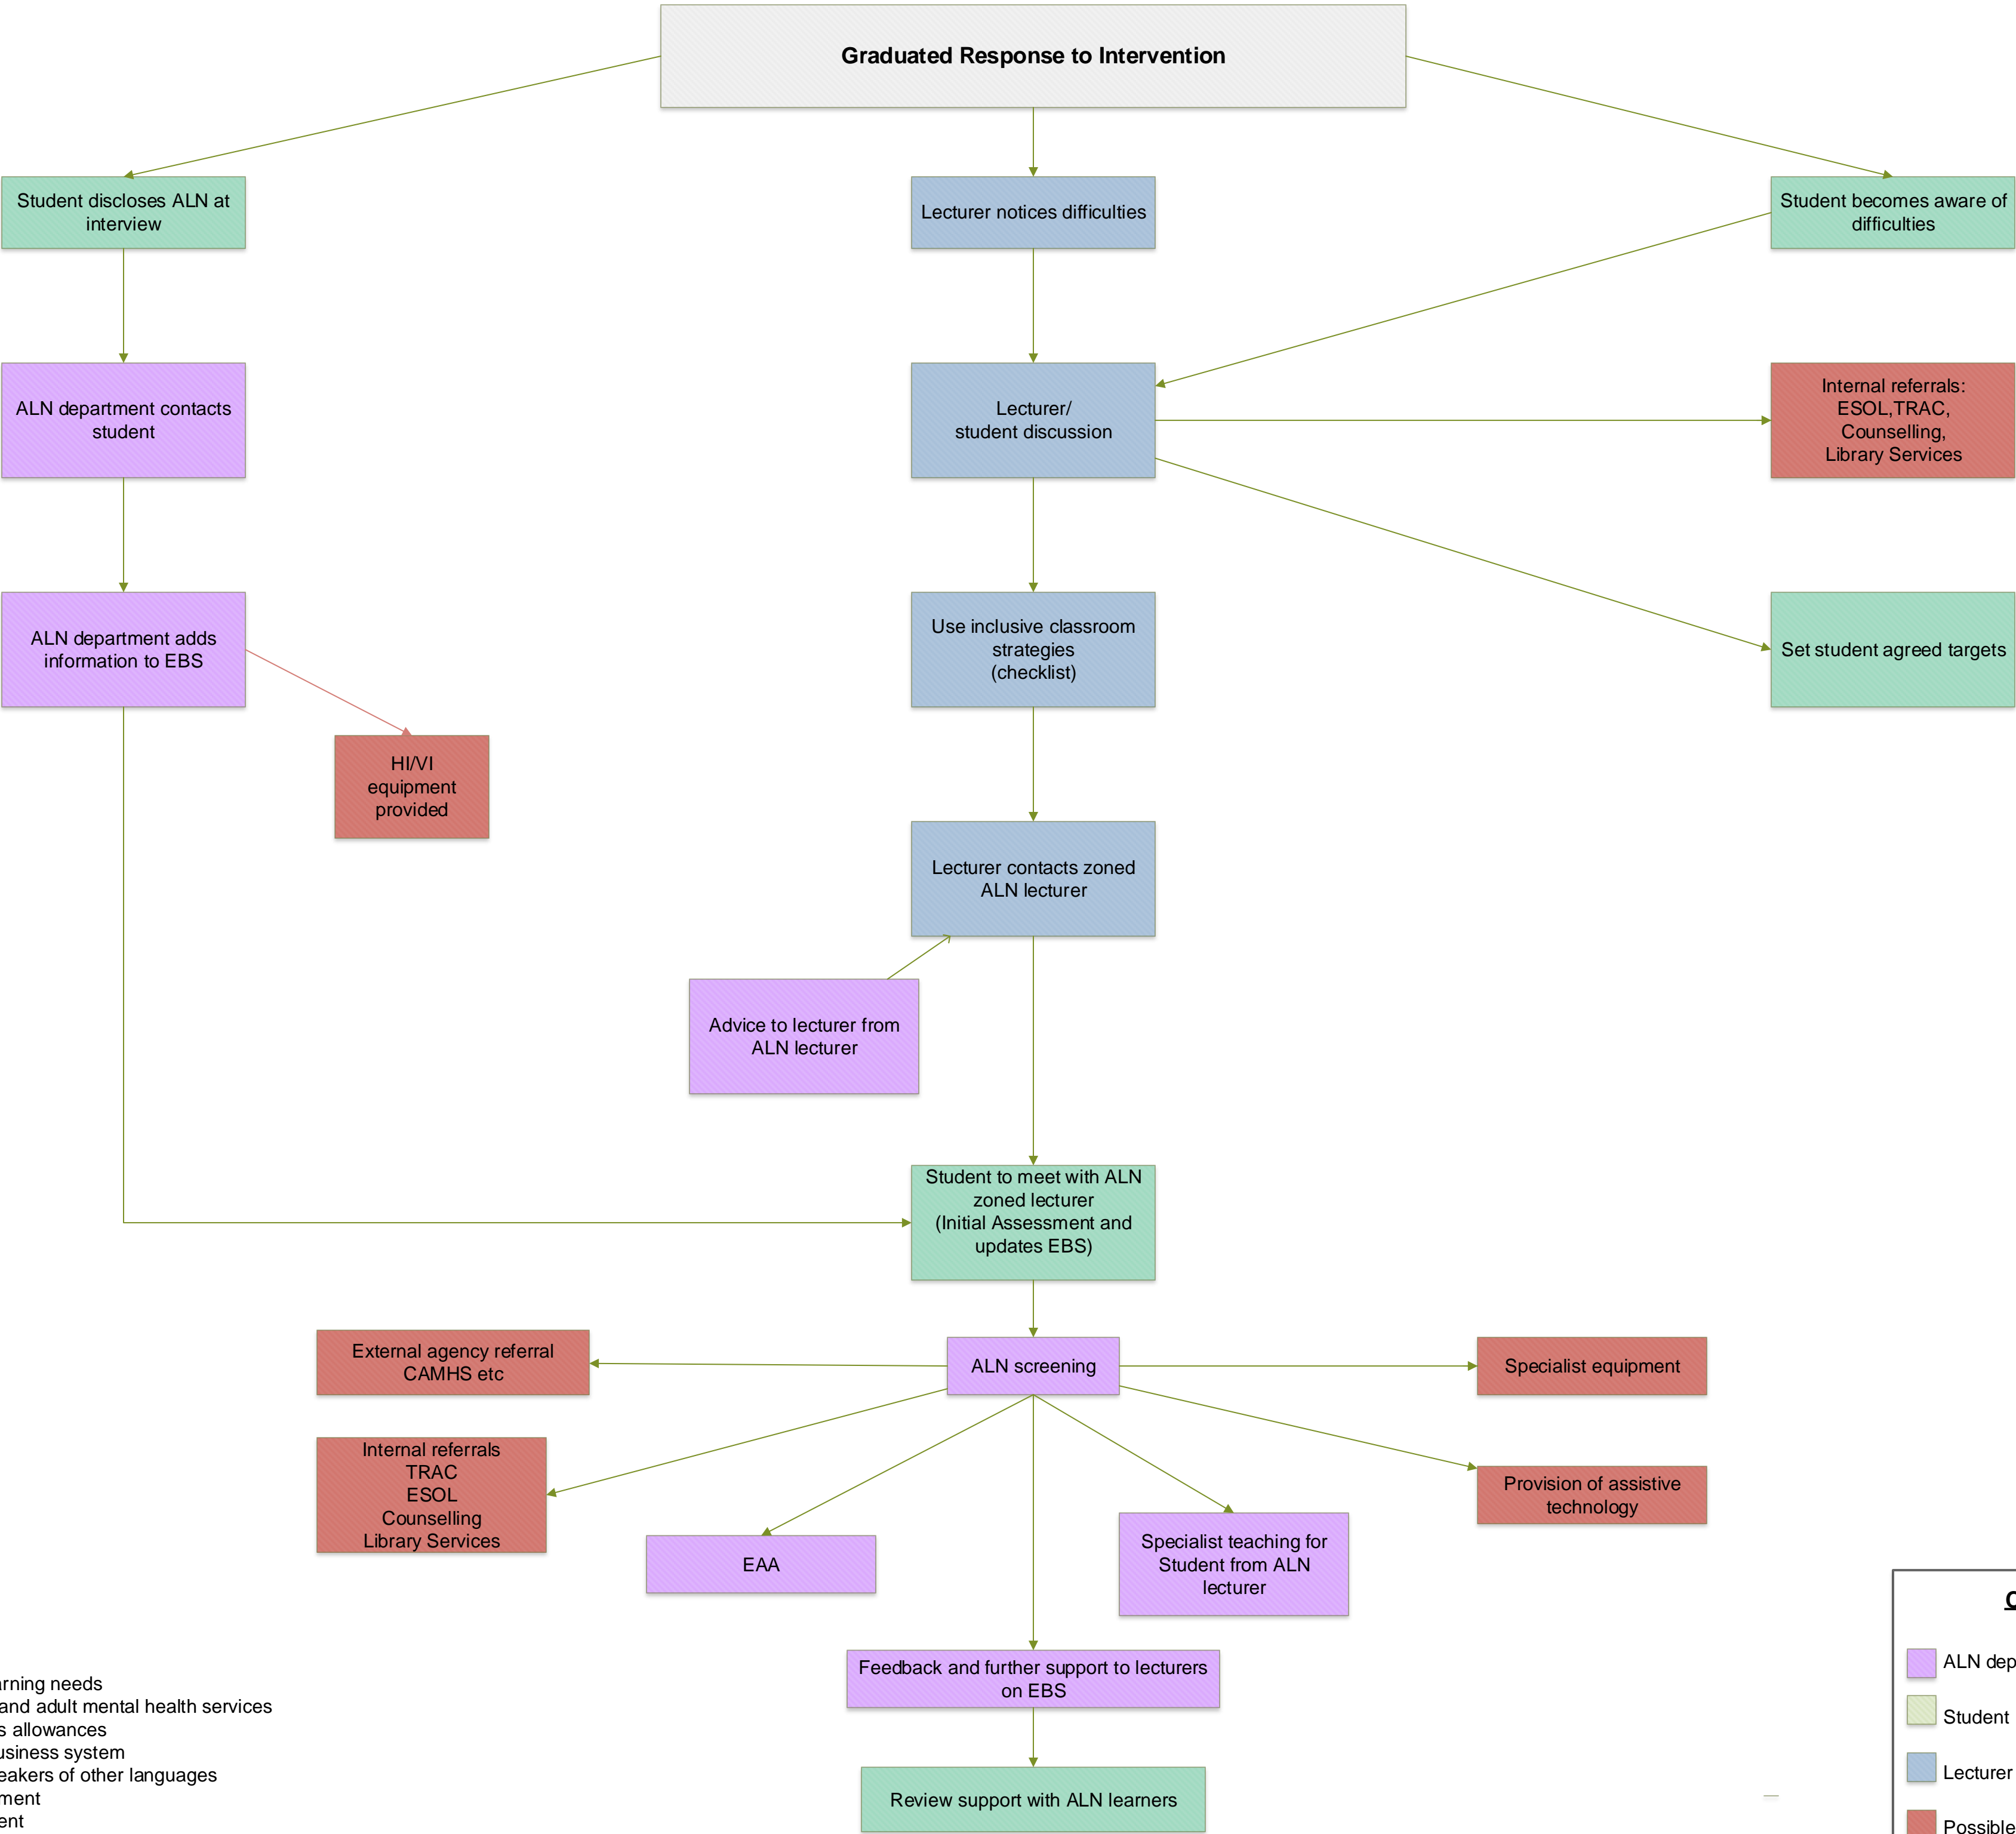 Graduated Response to Intervention
Student discloses ALN at
interview
Lecturer notices difficulties
Student becomes aware of
difficulties
ALN department contacts
student
Lecturer/
student discussion
Internal referrals:
ESOL,TRAC,
Counselling,
Library Services
ALN department adds
information to EBS
Use inclusive classroom
strategies
(checklist)
Set student agreed targets
HI/VI
equipment
provided
Lecturer contacts zoned
ALN lecturer
Advice to lecturer from
ALN lecturer
Student to meet with ALN
zoned lecturer
(Initial Assessment and
updates EBS)
External agency referral
CAMHS etc
ALN screening
Specialist equipment
Internal referrals
TRAC
ESOL
Counselling
Library Services
Provision of assistive
technology
EAA
Specialist teaching for
Student from ALN
lecturer
Feedback and further support to lecturers
on EBS
Review support with ALN learners
rning needs
and adult mental health services
s allowances
usiness system
eakers of other languages
ment
ent
ALN dep
Student
Lecturer
Possible